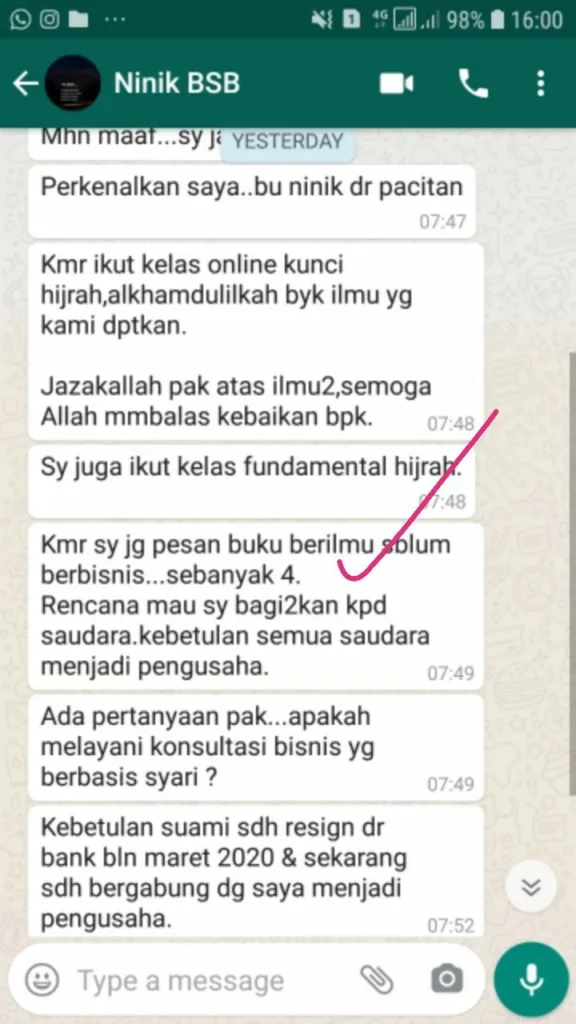 4G 98% 16:00
Ninik BSB
Mhn maaf...sy
YESTERDAY
Perkenalkan saya..bu ninik dr pacitan
07:47
Kmr ikut kelas online kunci
hijrah,alkhamdulilkah byk ilmu yg
kami dptkan.
Jazakallah pak atas ilmu2,semoga
Allah mmbalas kebaikan bpk.
07:48
Sy juga ikut kelas fundamental hijrah.
07:48
Kmr sy jg pesan buku berilmu sblum
berbisnis...sebanyak 4.
Rencana mau sy bagi2kan kpd
saudara.kebetulan semua saudara
menjadi pengusaha.
07:49
Ada pertanyaan pak...apakah
melayani konsultasi bisnis yg
berbasis syari ?
07:49
Kebetulan suami sdh resign dr
bank bln maret 2020 & sekarang
sdh bergabung dg saya menjadi
pengusaha.
07:52
Type a message